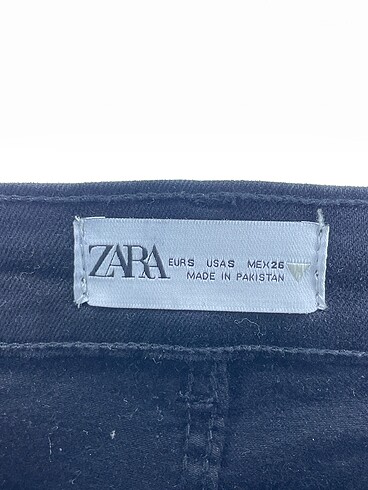 ZARA
EUR S USA S MEX 26
MADE IN PAKISTAN